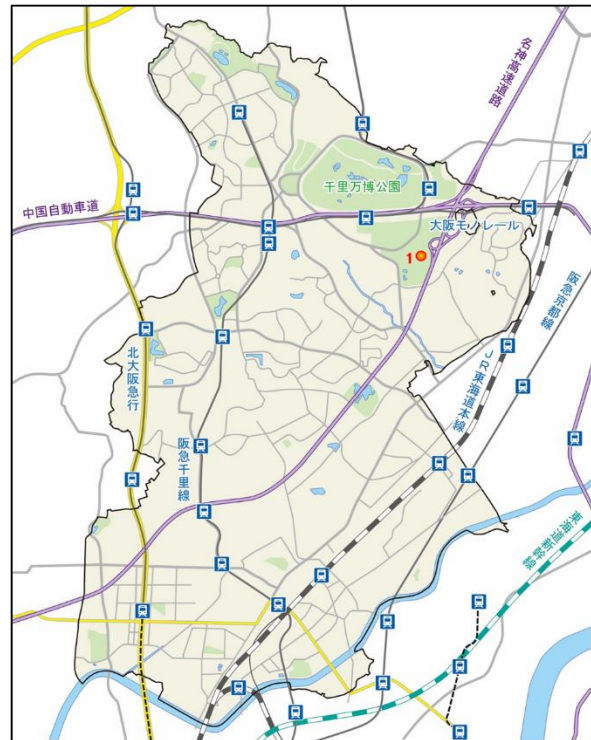 名神高速道路
千里万博公園
中国自動車道
大阪モノレール
1
阪急京都線
JR東海道本線
北大阪急行
阪急千里線
東海道新幹線